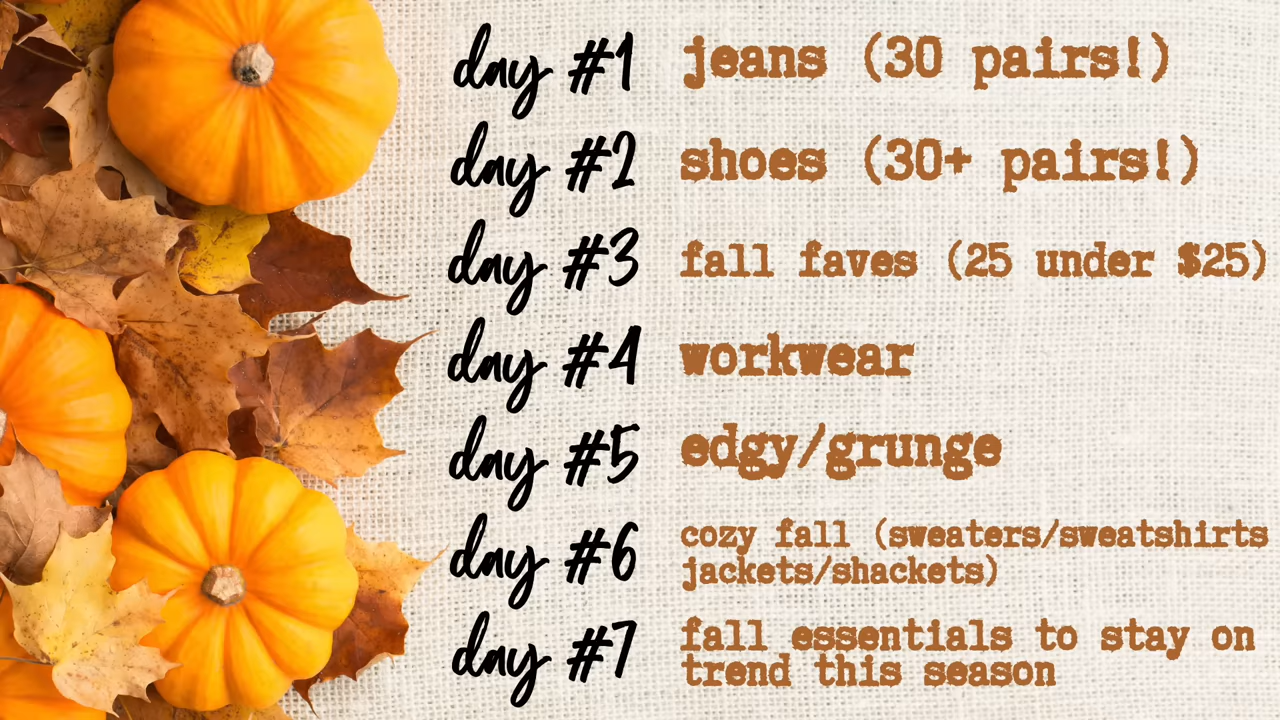 day #1 jeans (30 pairs!)
day #2 shoes (30+ pairs!)
day #3 fall faves (25 under $25)
day #4 workwear
day #5 edgy/grunge
day #6 cozy fall (sweaters/sweatshirts
jackets/shackets)
day #7 fall essentials to stay on
trend this season